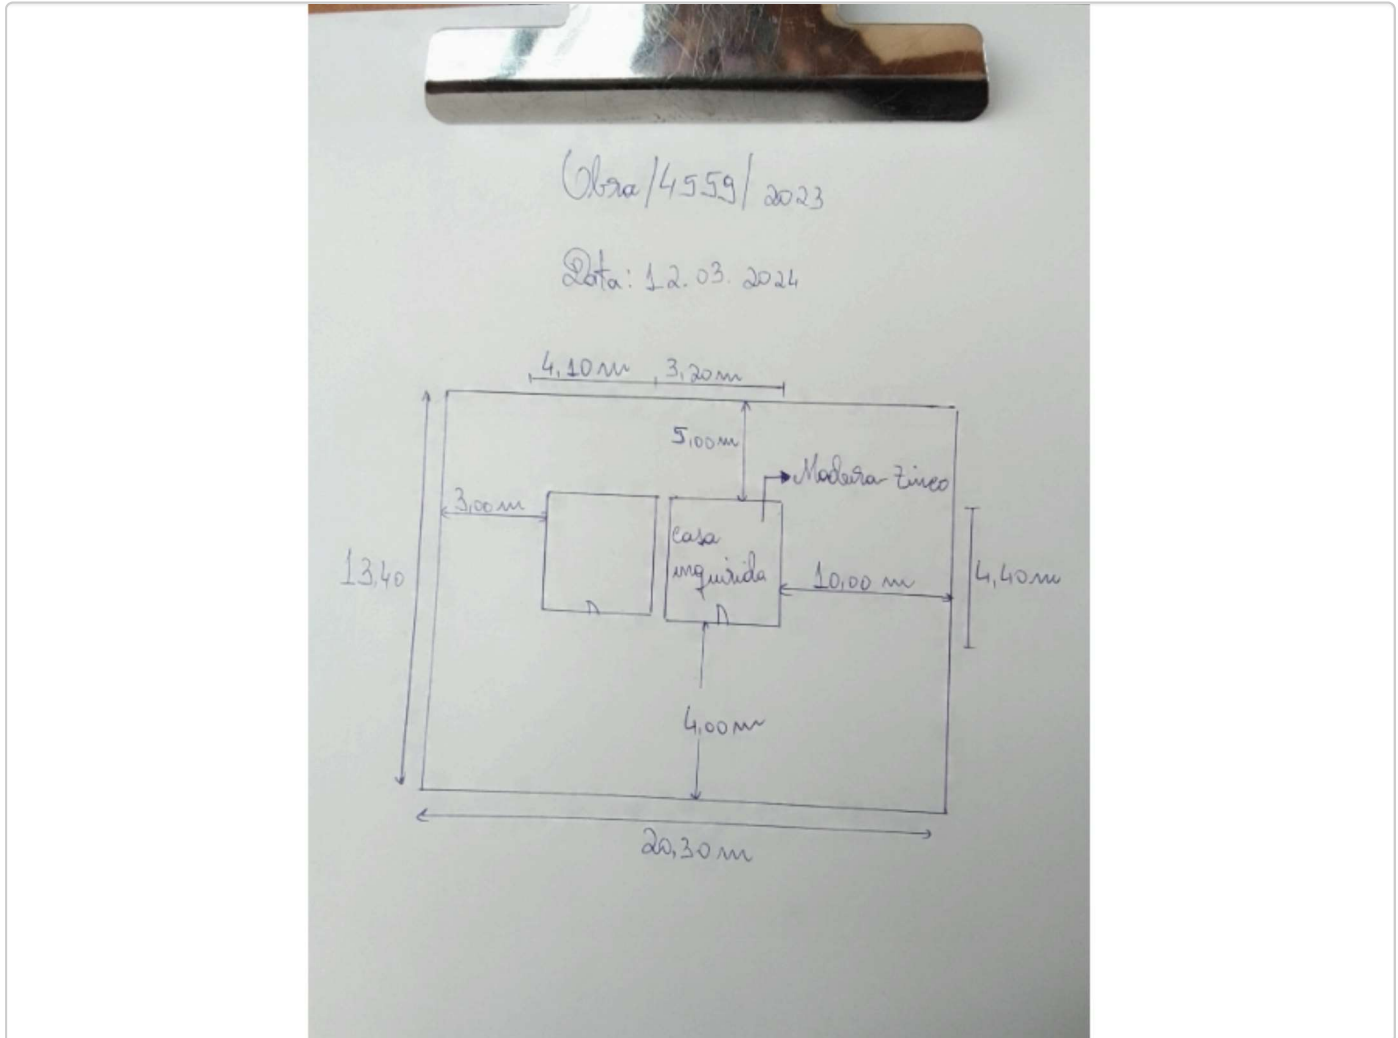 Obra/4559/2023
Data: 12.03.2024
4,10m 3,20m
5,00m
Madeira-Zinco
3,00m
casa
inquirida
13,40
10,00 m
4,40m
4,00m
20,30m